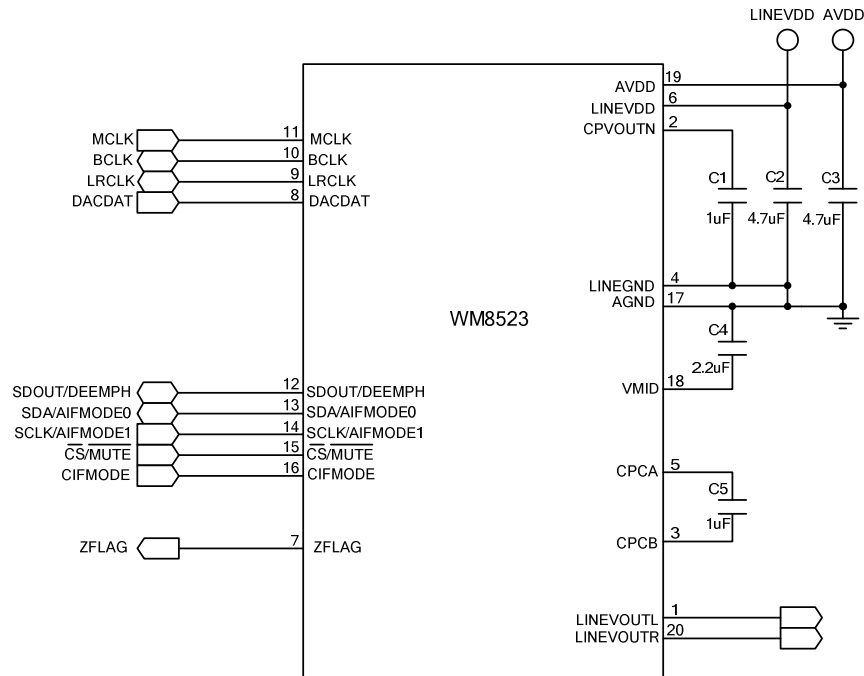 LINEVDD AVDD
19
AVDD
6
LINEVDD
2
CPVOUTN
MCLK 11 MCLK
BCLK 10 BCLK
LRCLK 9 LRCLK
DACDAT 8 DACDAT
C1 C2 C3
1uF 4.7uF 4.7uF
4
LINEGND
17
AGND
WM8523
C4
2.2uF
VMID 18
SDOUT/DEEMPH 12 SDOUT/DEEMPH
SDA/AIFMODE0 13 SDA/AIFMODE0
SCLK/AIFMODE1 14 SCLK/AIFMODE1
CS/MUTE 15 CS/MUTE
CIFMODE 16 CIFMODE
CPCA 5
C5
1uF
CPCB 3
ZFLAG 7 ZFLAG
LINEVOUTL 1
LINEVOUTR 20